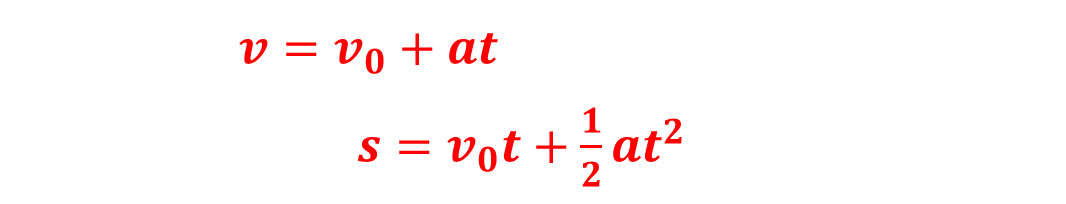 v = v₀ + at
s = v₀t + ½at²